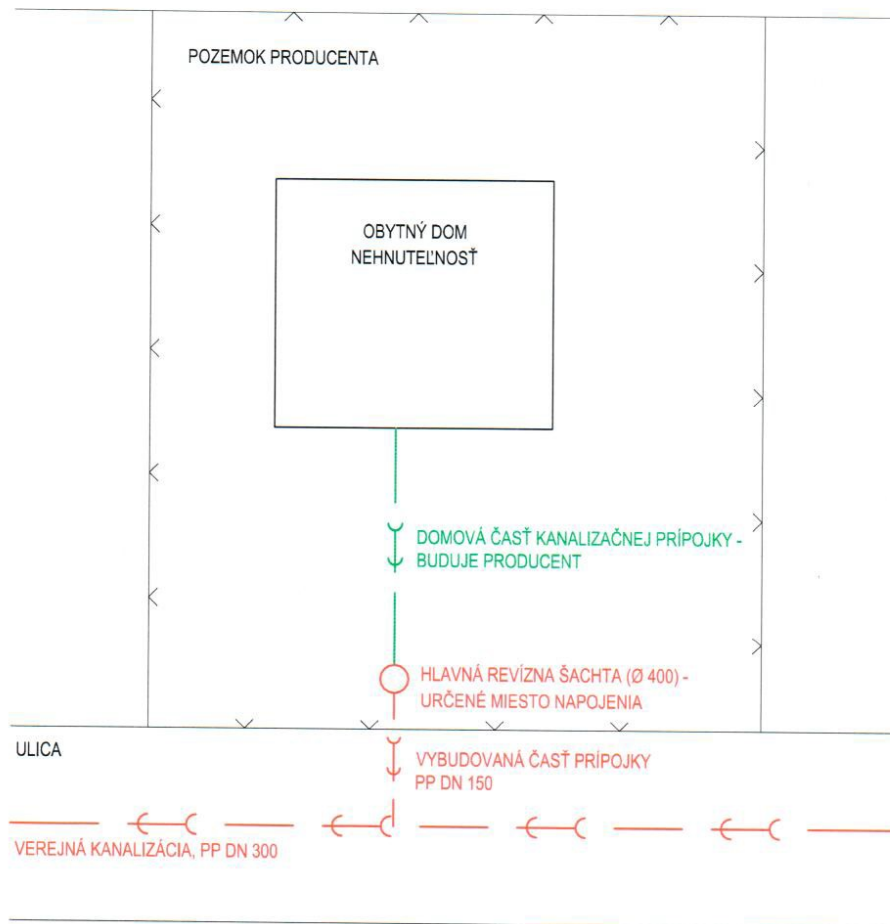 POZEMOK PRODUCENTA
OBYTNÝ DOM
NEHNUTEĽNOSŤ
DOMOVÁ ČASŤ KANALIZAČNEJ PRÍPOJKY -
BUDUJE PRODUCENT
HLAVNÁ REVÍZNA ŠACHTA (Ø 400) -
URČENÉ MIESTO NAPOJENIA
ULICA
VYBUDOVANÁ ČASŤ PRÍPOJKY
PP DN 150
VEREJNÁ KANALIZÁCIA, PP DN 300